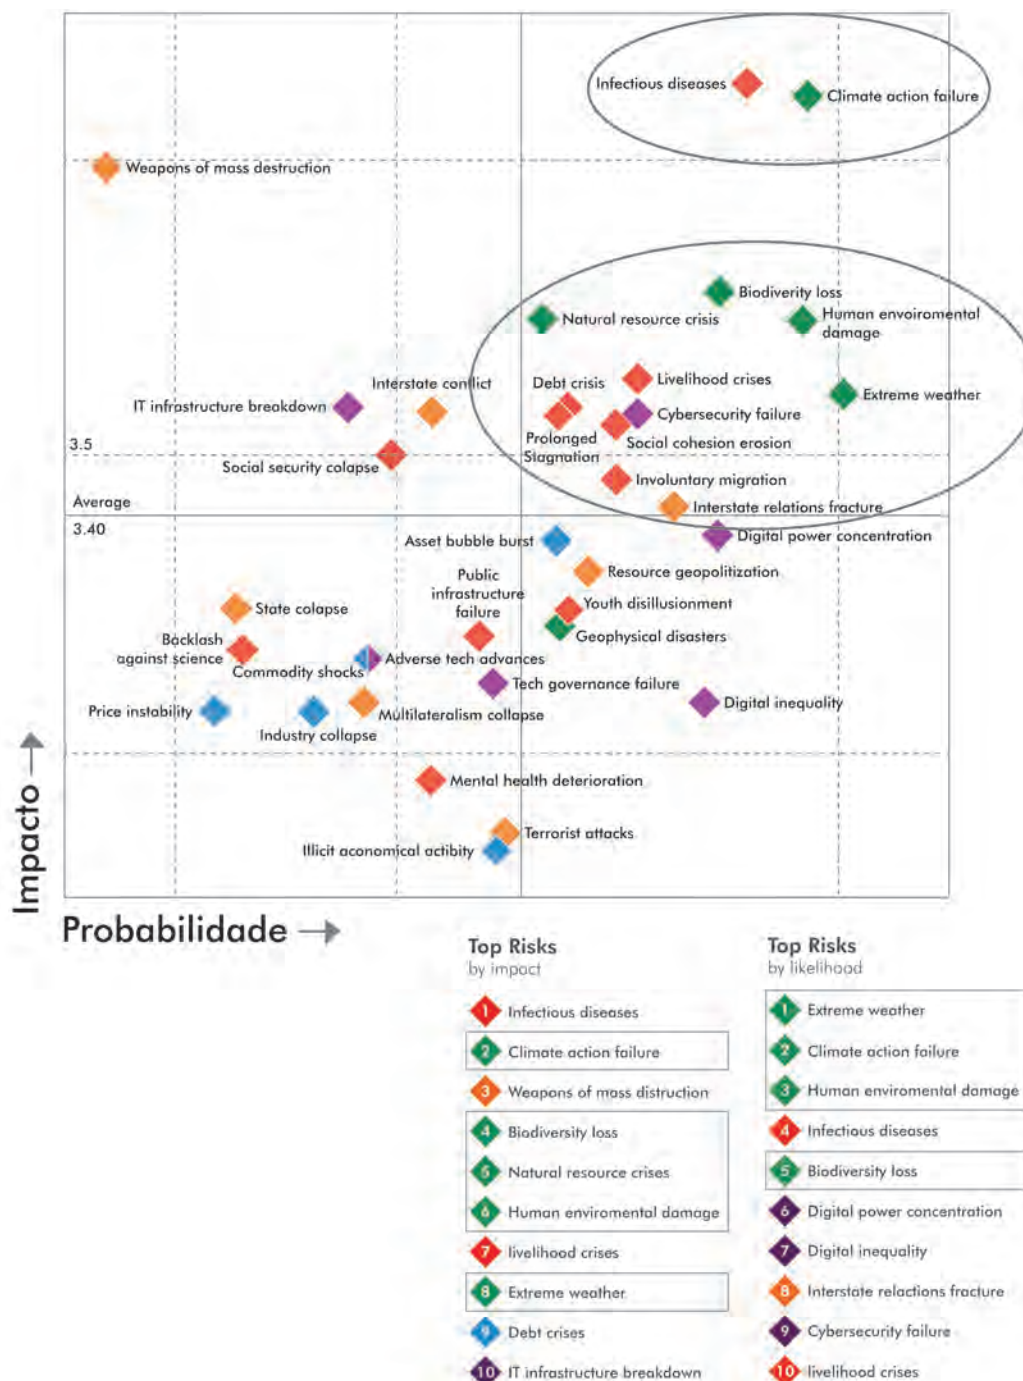 Infectious diseases
Climate action failure
Weapons of mass destruction
Biodiverity loss
Natural resource crisis
Human envoiromental
damage
Interstate conflict
Debt crisis
Livelihood crises
Extreme weather
IT infrastructure breakdown
Cybersecurity failure
Prolonged
Slagnation
Social cohesion erosion
3.5
Social security colapse
Involuntary migration
Average
Interstate relations fracture
3.40
Digital power concentration
Asset bubble burst
Public
infrastructure
failure
Resource geopolitization
State colapse
Youth disillusionment
Backlash
against science
Geophysical disasters
Commodity shocks
Adverse tech advances
Tech governance failure
Digital inequality
Price instability
Multilateralism collapse
Industry collapse
Mental health deterioration
Terrorist attacks
Illicit aconomical actibity
Impacto
Probabilidade
Top Risks
by impact
1 Infectious diseases
2 Climate action failure
3 Weapons of mass distruction
4 Biodiversity loss
5 Natural resource crises
6 Human enviromental damage
7 livelihood crises
8 Extreme weather
9 Debt crises
10 IT infrastructure breakdown
Top Risks
by likelihood
1 Extreme weather
2 Climate action failure
3 Human enviromental damage
4 Infectious diseases
5 Biodiversity loss
6 Digital power concentration
7 Digital inequality
8 Interstate relactions fracture
9 Cybersecurity failure
10 livelihood crises